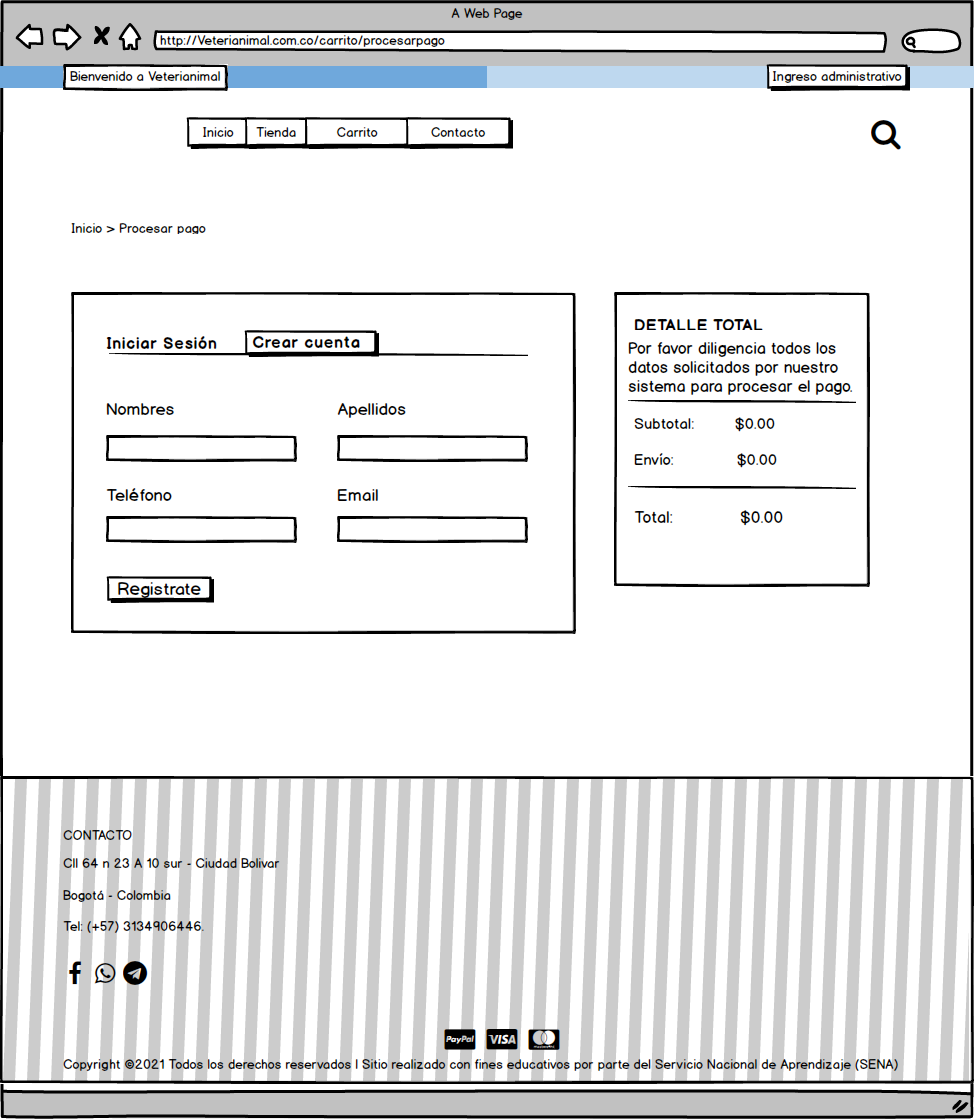 A Web Page
http://Veterianimal.com.co/carrito/procesarpago
Bienvenido a Veterianimal
Ingreso administrativo
Inicio Tienda Carrito Contacto
Inicio > Procesar pago
Iniciar Sesión Crear cuenta
Nombres Apellidos
Teléfono Email
Registrate
DETALLE TOTAL
Por favor diligencia todos los
datos solicitados por nuestro
sistema para procesar el pago.
Subtotal: $0.00
Envío: $0.00
Total: $0.00
CONTACTO
Cll 64 n 23 A 10 sur - Ciudad Bolivar
Bogotá - Colombia
Tel: (+57) 3134906446.
PayPal VISA mastercard
Copyright ©2021 Todos los derechos reservados | Sitio realizado con fines educativos por parte del Servicio Nacional de Aprendizaje (SENA)